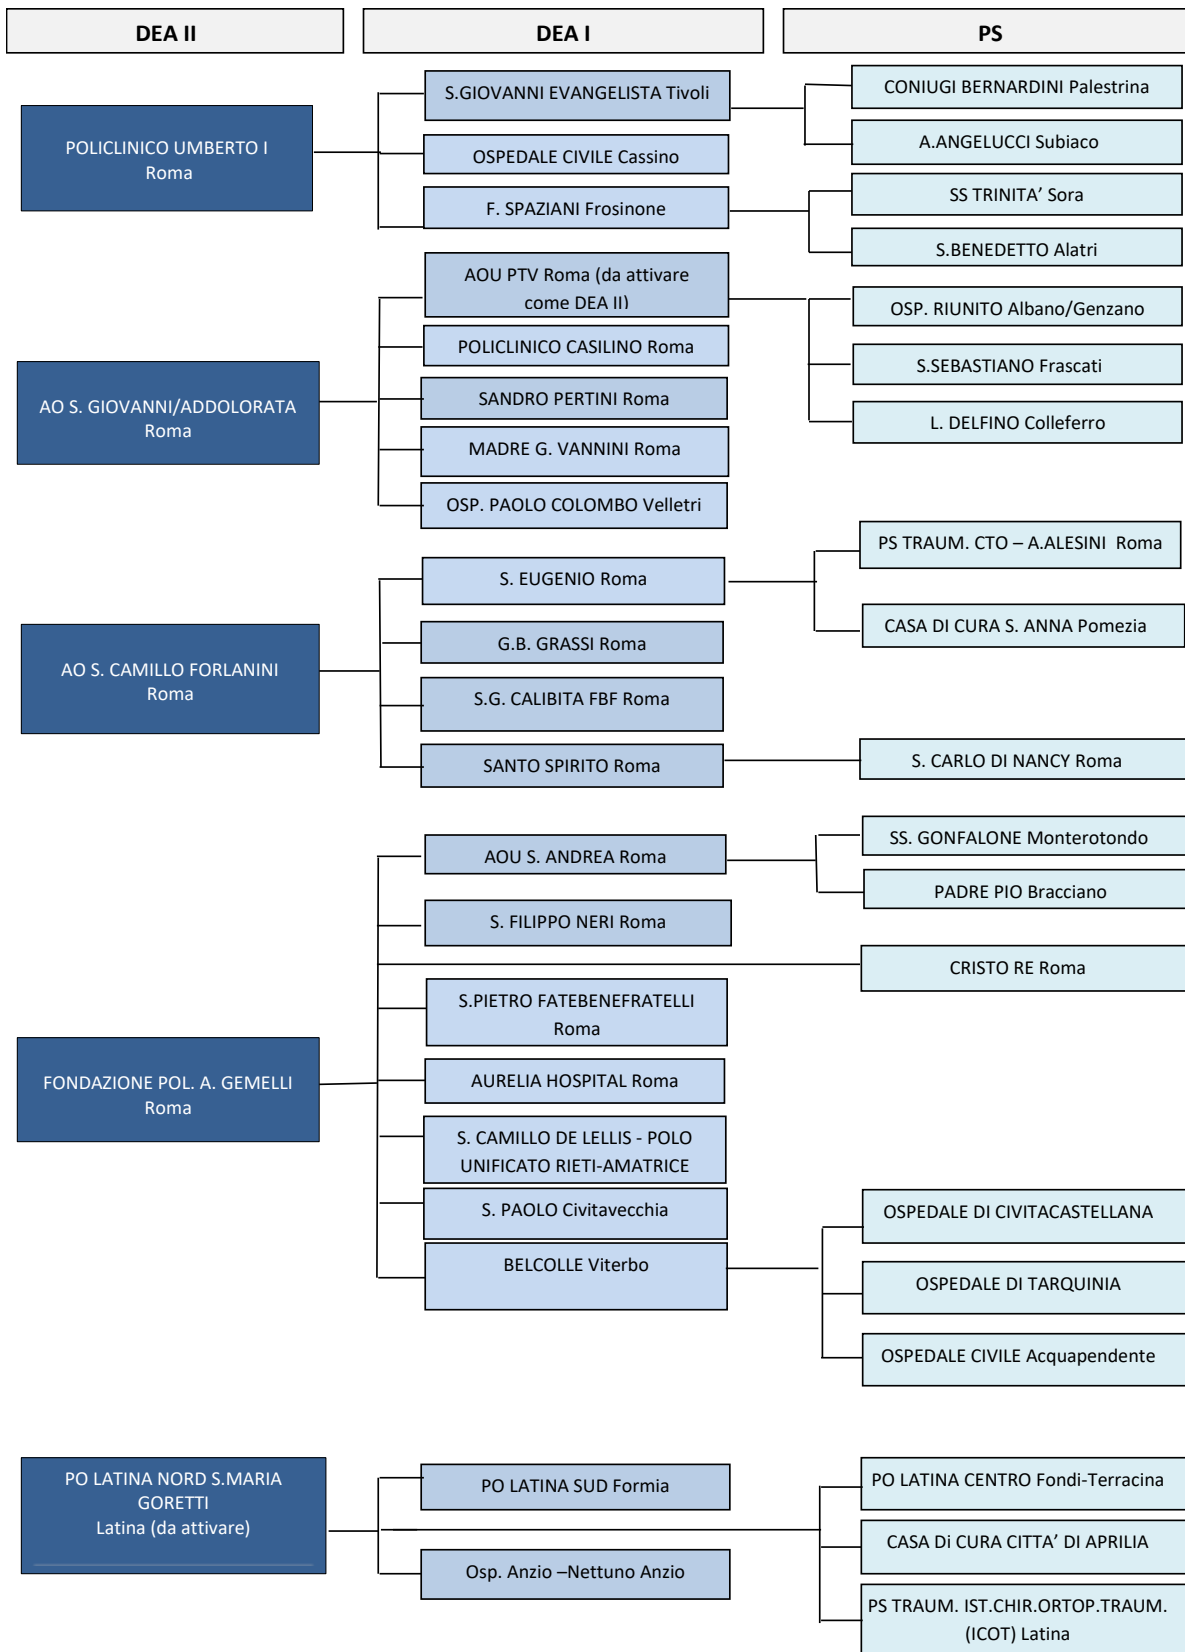 DEA II
DEA I
PS
POLICLINICO UMBERTO I
Roma
S.GIOVANNI EVANGELISTA Tivoli
OSPEDALE CIVILE Cassino
F. SPAZIANI Frosinone
CONIUGI BERNARDINI Palestrina
A.ANGELUCCI Subiaco
SS TRINITA’ Sora
S.BENEDETTO Alatri
AO S. GIOVANNI/ADDOLORATA
Roma
AOU PTV Roma (da attivare
come DEA II)
POLICLINICO CASILINO Roma
SANDRO PERTINI Roma
MADRE G. VANNINI Roma
OSP. PAOLO COLOMBO Velletri
OSP. RIUNITO Albano/Genzano
S.SEBASTIANO Frascati
L. DELFINO Colleferro
AO S. CAMILLO FORLANINI
Roma
S. EUGENIO Roma
G.B. GRASSI Roma
S.G. CALIBITA FBF Roma
SANTO SPIRITO Roma
PS TRAUM. CTO – A.ALESINI Roma
CASA DI CURA S. ANNA Pomezia
S. CARLO DI NANCY Roma
FONDAZIONE POL. A. GEMELLI
Roma
AOU S. ANDREA Roma
S. FILIPPO NERI Roma
S.PIETRO FATEBENEFRATELLI
Roma
AURELIA HOSPITAL Roma
S. CAMILLO DE LELLIS - POLO
UNIFICATO RIETI-AMATRICE
S. PAOLO Civitavecchia
BELCOLLE Viterbo
SS. GONFALONE Monterotondo
PADRE PIO Bracciano
CRISTO RE Roma
OSPEDALE DI CIVITACASTELLANA
OSPEDALE DI TARQUINIA
OSPEDALE CIVILE Acquapendente
PO LATINA NORD S.MARIA
GORETTI
Latina (da attivare)
PO LATINA SUD Formia
Osp. Anzio –Nettuno Anzio
PO LATINA CENTRO Fondi-Terracina
CASA Di CURA CITTA’ DI APRILIA
PS TRAUM. IST.CHIR.ORTOP.TRAUM.
(ICOT) Latina